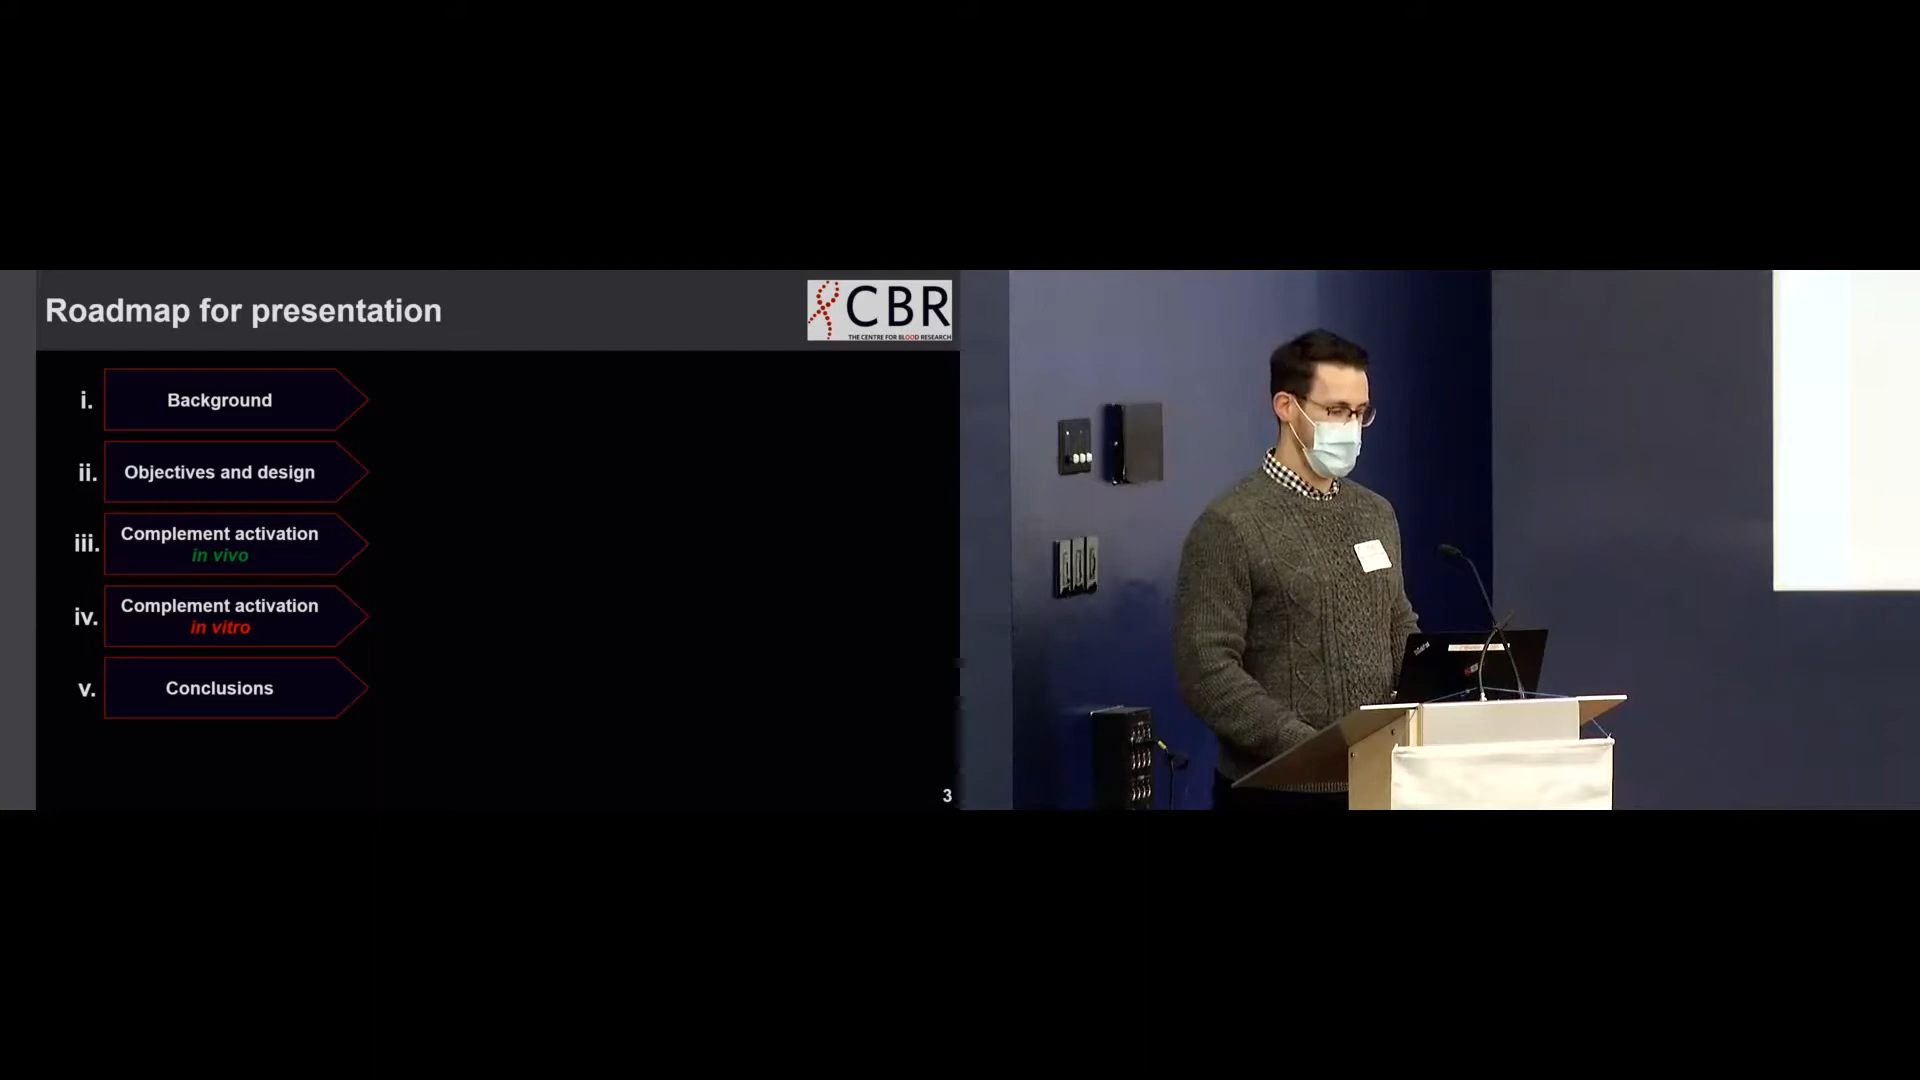 Roadmap for presentation
CBR
THE CENTRE FOR BLOOD RESEARCH
i. Background
ii. Objectives and design
iii. Complement activation
in vivo
iv. Complement activation
in vitro
v. Conclusions
3